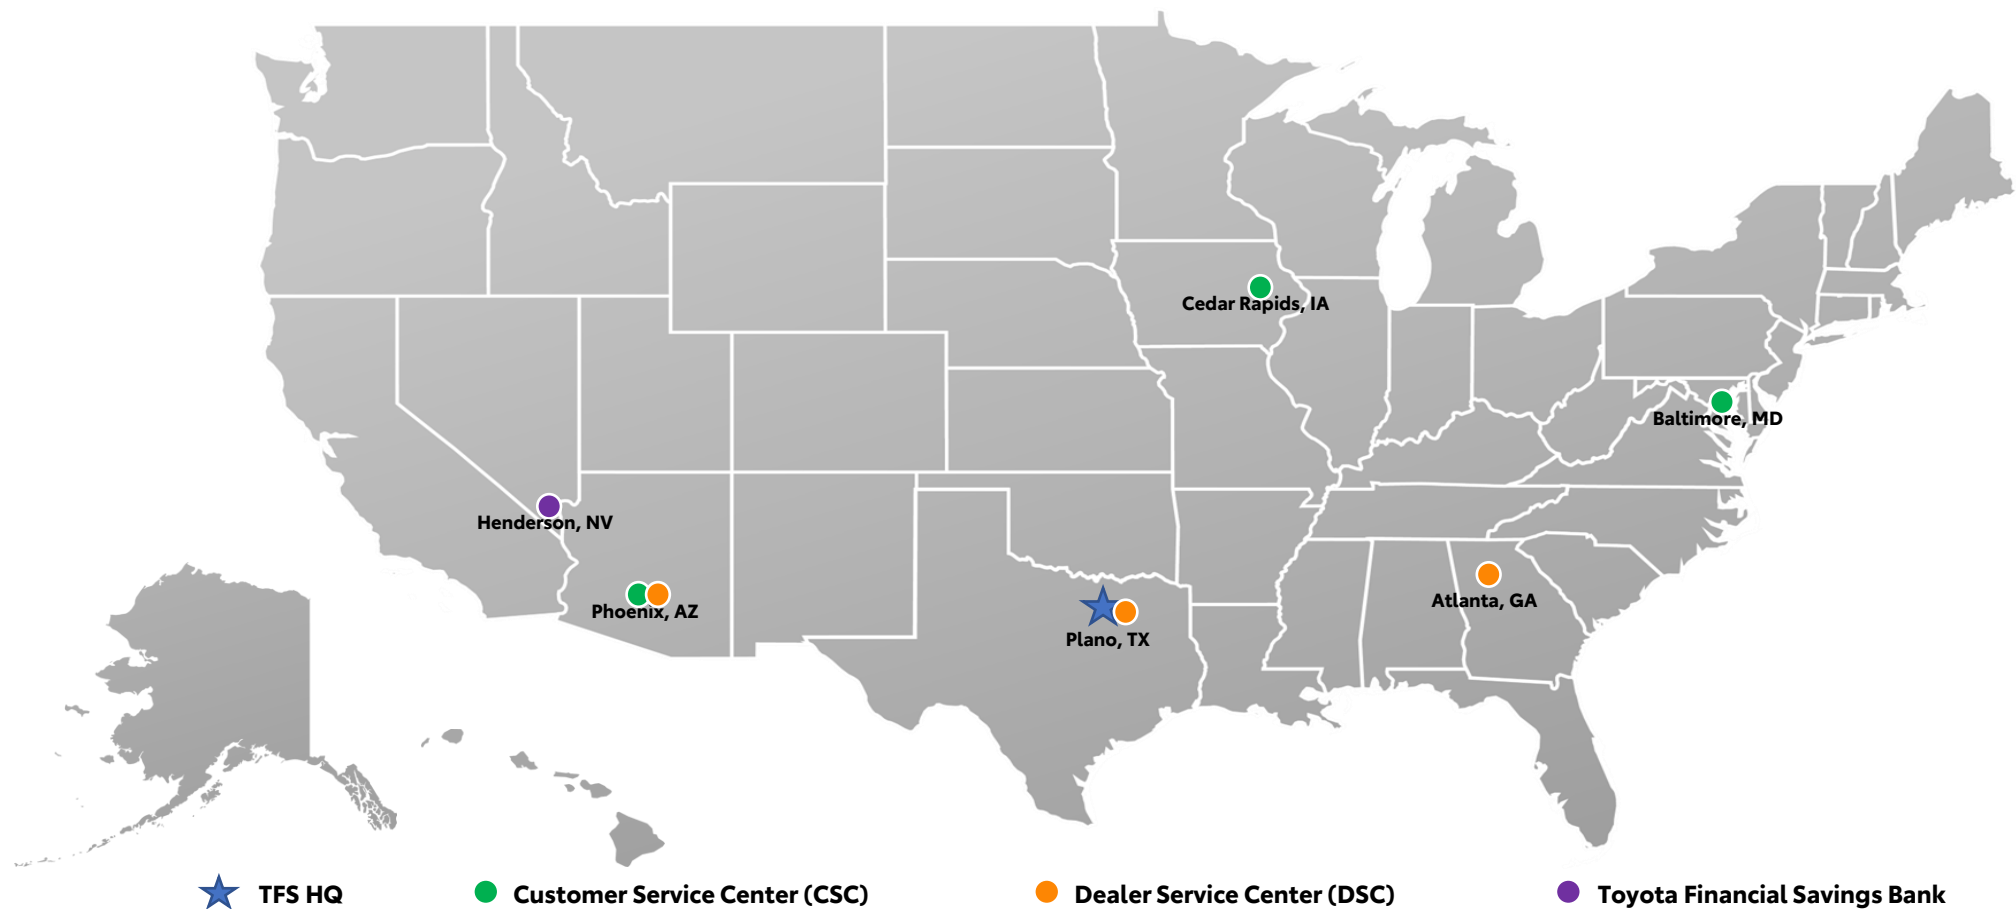 Cedar Rapids, IA
Baltimore, MD
Henderson, NV
Phoenix, AZ
Atlanta, GA
Plano, TX
TFS HQ
Customer Service Center (CSC)
Dealer Service Center (DSC)
Toyota Financial Savings Bank